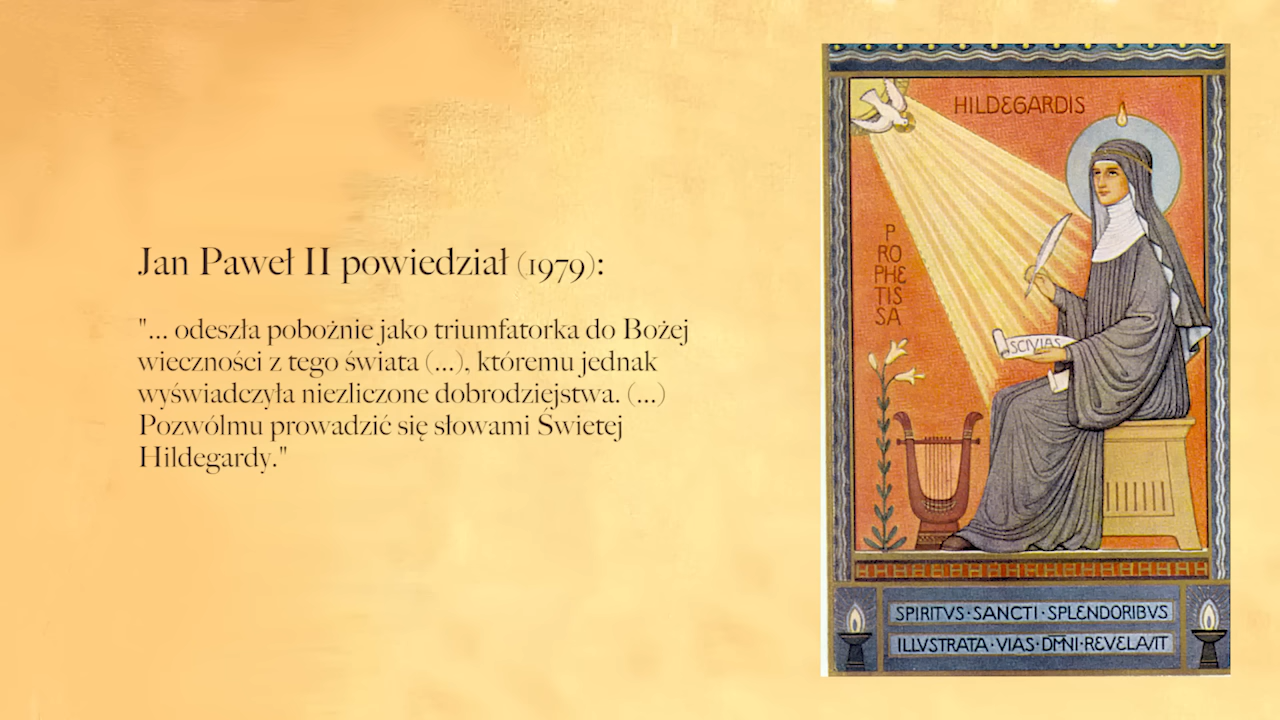 Jan Paweł II powiedział (1979):
"... odeszła pobożnie jako triumfatorka do Bożej
wieczności z tego świata (...), któremu jednak
wyświadczyła niezliczone dobrodziejstwa. (...)
Pozwólmu prowadzić się słowami Świetej
Hildegardy."
HILDEGARDIS
P
RO
PHE
TIS
SA
SCIVIAS
SPIRITVS·SANCTI·SPLENDORIBVS
ILLVSTRATA·VIAS·DMNI·REVELAVIT